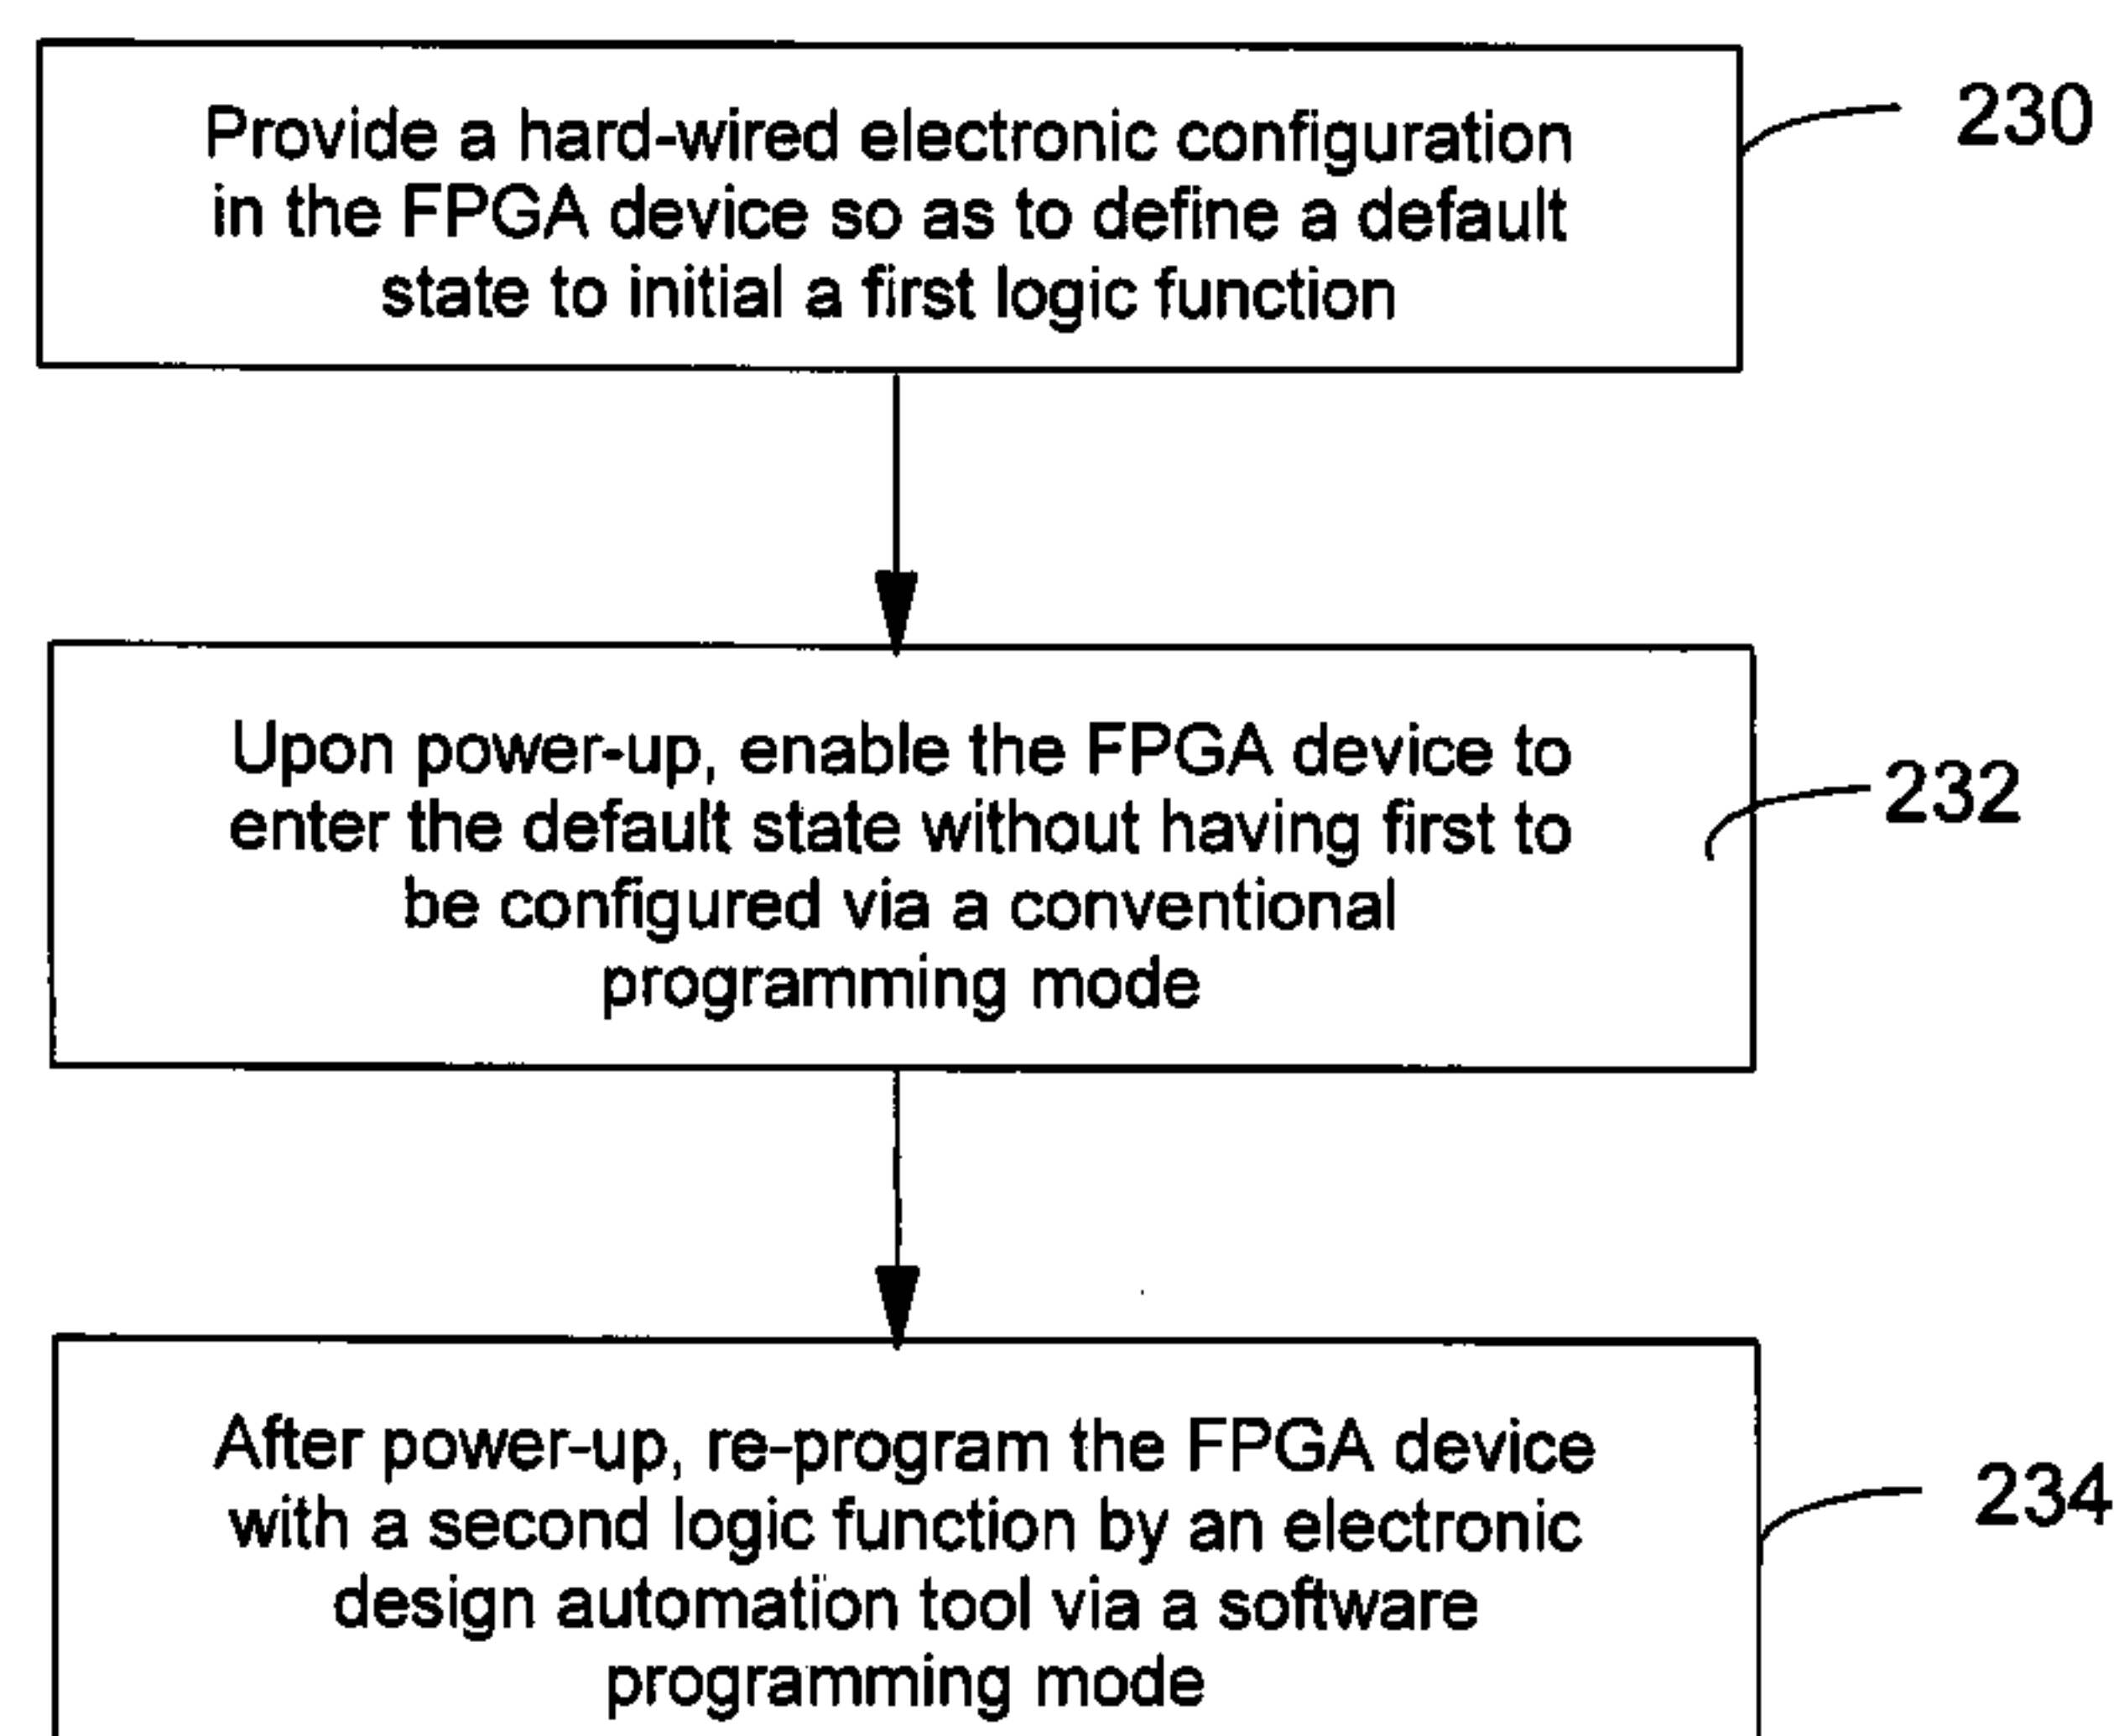 Provide a hard-wired electronic configuration
in the FPGA device so as to define a default
state to initial a first logic function
230
Upon power-up, enable the FPGA device to
enter the default state without having first to
be configured via a conventional
programming mode
232
After power-up, re-program the FPGA device
with a second logic function by an electronic
design automation tool via a software
programming mode
234